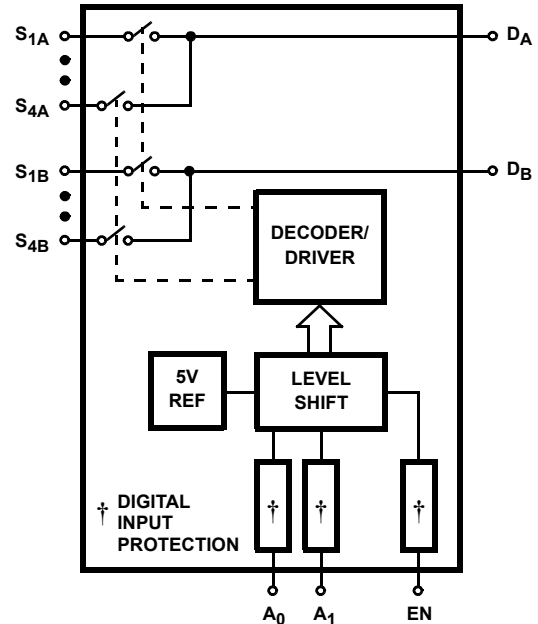 S1A
DA
S4A
S1B
DB
S4B
DECODER/
DRIVER
5V
REF
LEVEL
SHIFT
† DIGITAL
INPUT
PROTECTION
†
†
†
A0
A1
EN